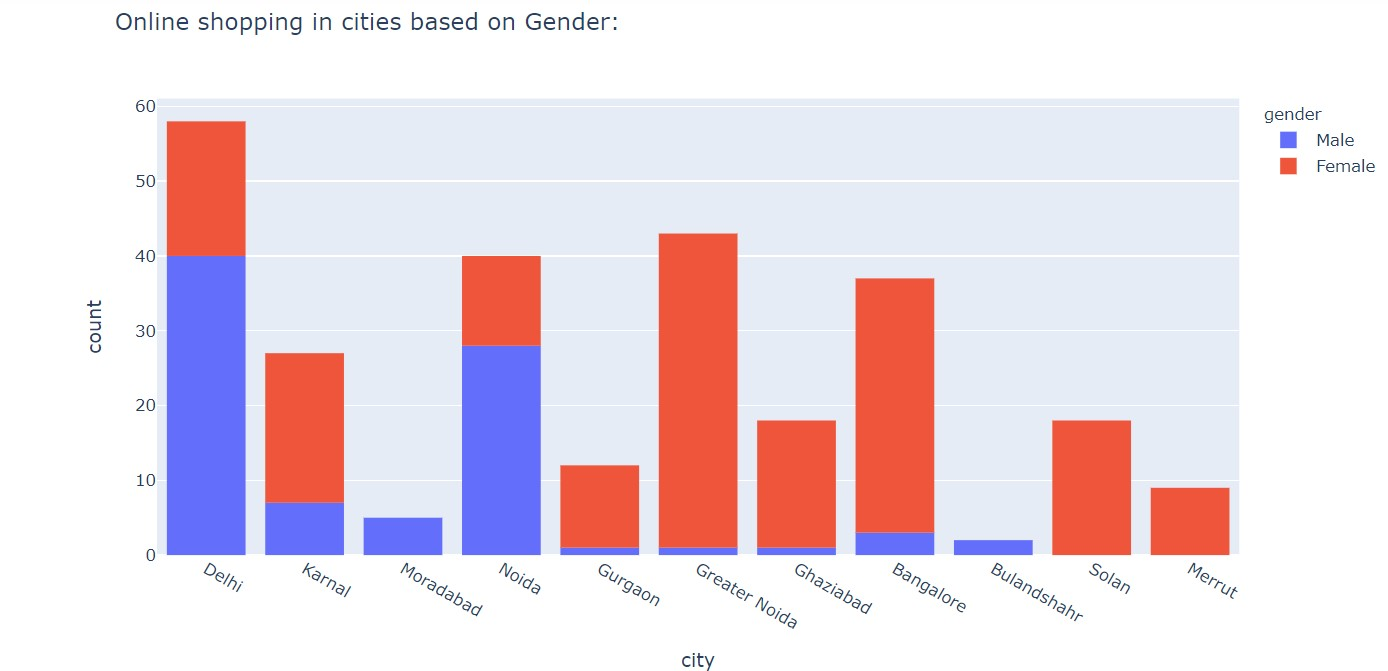 Online shopping in cities based on Gender:
gender
Male
Female
60
50
40
30
20
10
0
count
Delhi
Karnal
Moradabad
Noida
Gurgaon
Greater Noida
Ghaziabad
Bangalore
Bulandshahr
Solan
Merrut
city